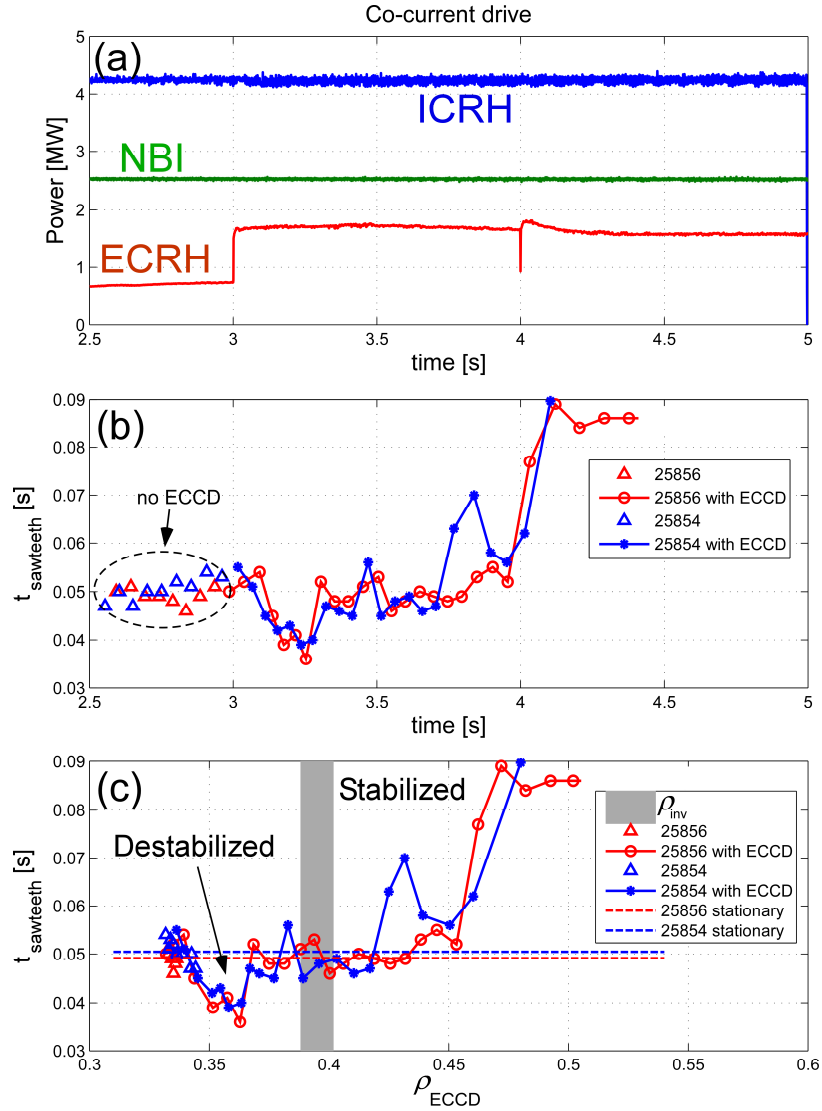 Co-current drive
(a)
5
4
3
2
1
0
Power [MW]
ICRH
NBI
ECRH
2.5 3 3.5 4 4.5 5
time [s]
(b)
0.09
0.08
0.07
0.06
0.05
0.04
0.03
t sawteeth [s]
no ECCD
25856
25856 with ECCD
25854
25854 with ECCD
2.5 3 3.5 4 4.5 5
time [s]
(c)
0.09
0.08
0.07
0.06
0.05
0.04
0.03
t sawteeth [s]
Stabilized
Destabilized
ρinv
25856
25856 with ECCD
25854
25854 with ECCD
25856 stationary
25854 stationary
0.3 0.35 0.4 0.45 0.5 0.55 0.6
ρECCD